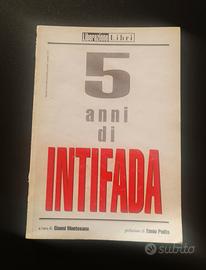 Liberazione Libri
5
anni
di
INTIFADA
a cura di Gianni Montesano
prefazione di Ennio Polito
Subito